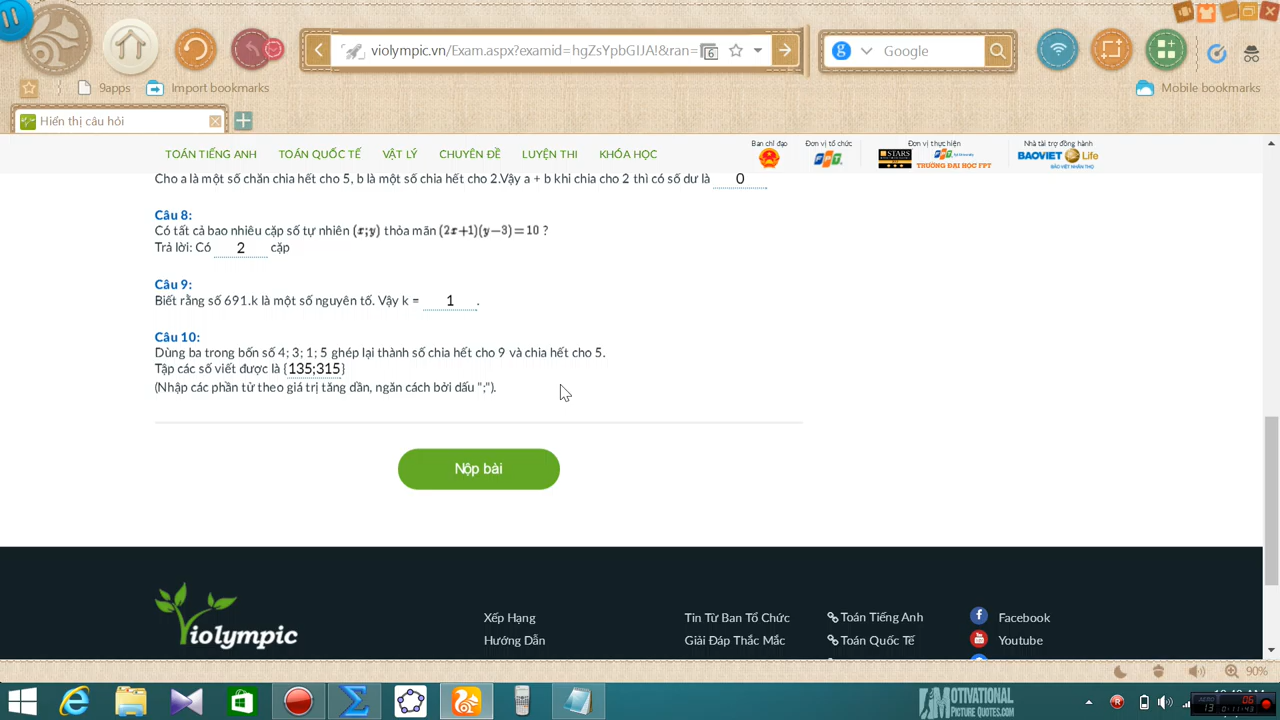 violympic.vn/Exam.aspx?examid=hgZsYpbGIJA!&ran=
6
Google
9apps
Import bookmarks
Mobile bookmarks
Hiển thị câu hỏi
TOÁN TIẾNG ANH TOÁN QUỐC TẾ VẬT LÝ CHUYÊN ĐỀ LUYỆN THI KHÓA HỌC
Ban chỉ đạo Đơn vị tổ chức Đơn vị thực hiện Nhà tài trợ đồng hành
FPT STARS FPT BAOVIET Life
TRƯỜNG ĐẠI HỌC FPT
Cho a là một số chẵn chia hết cho 5, b là một số chia hết cho 2.Vậy a + b khi chia cho 2 thì có số dư là 0
Câu 8:
Có tất cả bao nhiêu cặp số tự nhiên (x;y) thỏa mãn (2x+1)(y−3)=10 ?
Trả lời: Có 2 cặp
Câu 9:
Biết rằng số 691.k là một số nguyên tố. Vậy k = 1 .
Câu 10:
Dùng ba trong bốn số 4; 3; 1; 5 ghép lại thành số chia hết cho 9 và chia hết cho 5.
Tập các số viết được là {135;315}
(Nhập các phần tử theo giá trị tăng dần, ngăn cách bởi dấu ";").
Nộp bài
Violympic
Xếp Hạng Tin Từ Ban Tổ Chức Toán Tiếng Anh Facebook
Hướng Dẫn Giải Đáp Thắc Mắc Toán Quốc Tế Youtube
90%
MOTIVATIONAL
PICTURE QUOTES.COM